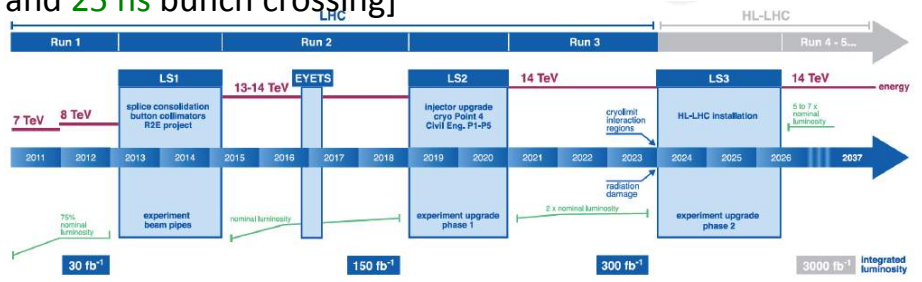 and 25 ns bunch crossing]
LHC
HL-LHC
Run 1
Run 2
Run 3
Run 4 - 5...
LS1
EYETS
LS2
14 TeV
LS3
14 TeV
energy
13-14 TeV
splice consolidation
button collimators
R2E project
injector upgrade
cryo Point 4
Civil Eng. P1-P5
cryolimit
interaction
regions
HL-LHC installation
5 to 7 x
nominal
luminosity
7 TeV
8 TeV
2011
2012
2013
2014
2015
2016
2017
2018
2019
2020
2021
2022
2023
2024
2025
2026
2037
radiation
damage
75%
nominal
luminosity
experiment
beam pipes
nominal luminosity
experiment upgrade
phase 1
2 x nominal luminosity
experiment upgrade
phase 2
30 fb-1
150 fb-1
300 fb-1
3000 fb-1
integrated
luminosity